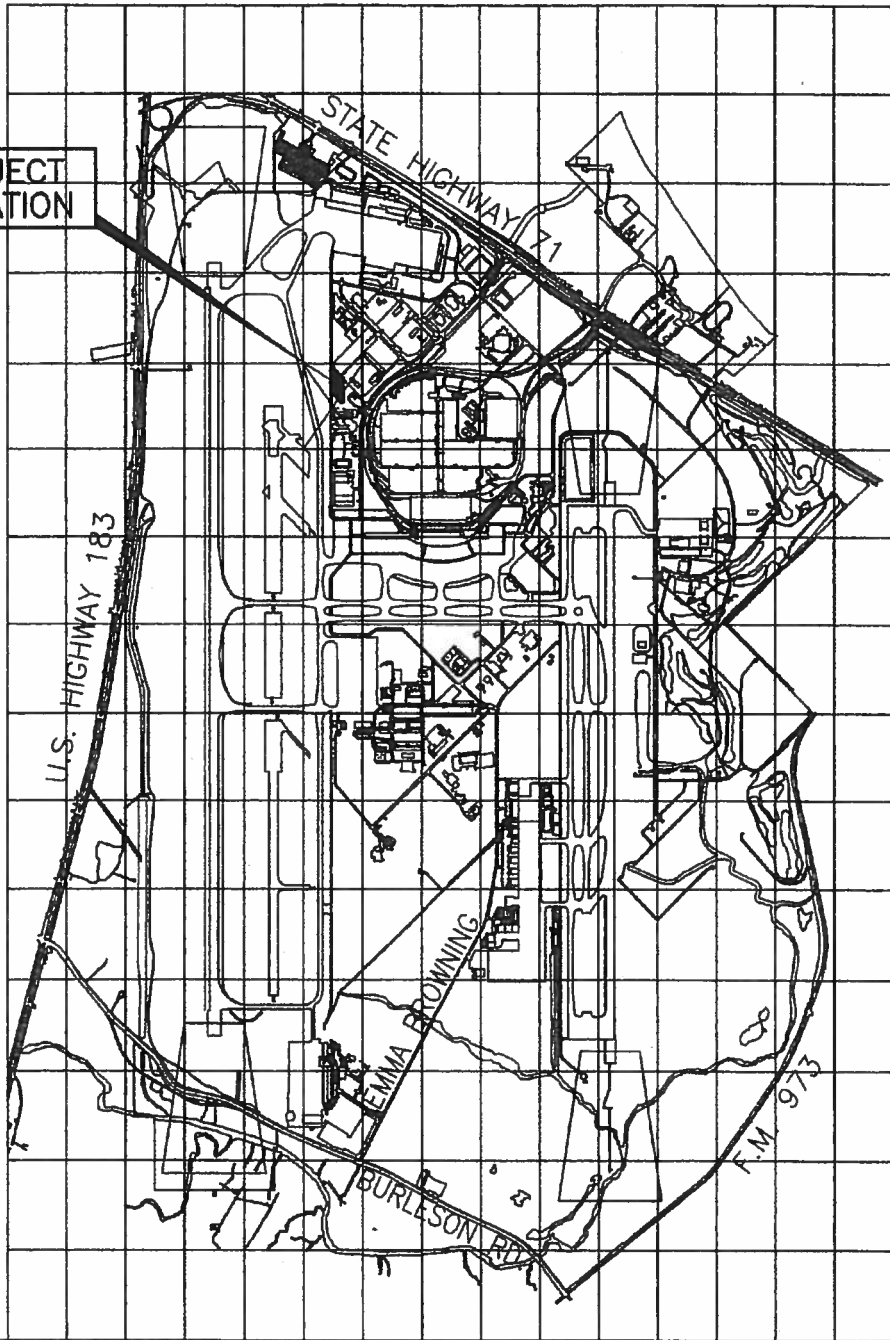 STATE HIGHWAY 71
JECT
ATION
U.S. HIGHWAY 183
EMMA BROWNING
F.M. 973
BURLESON RD.